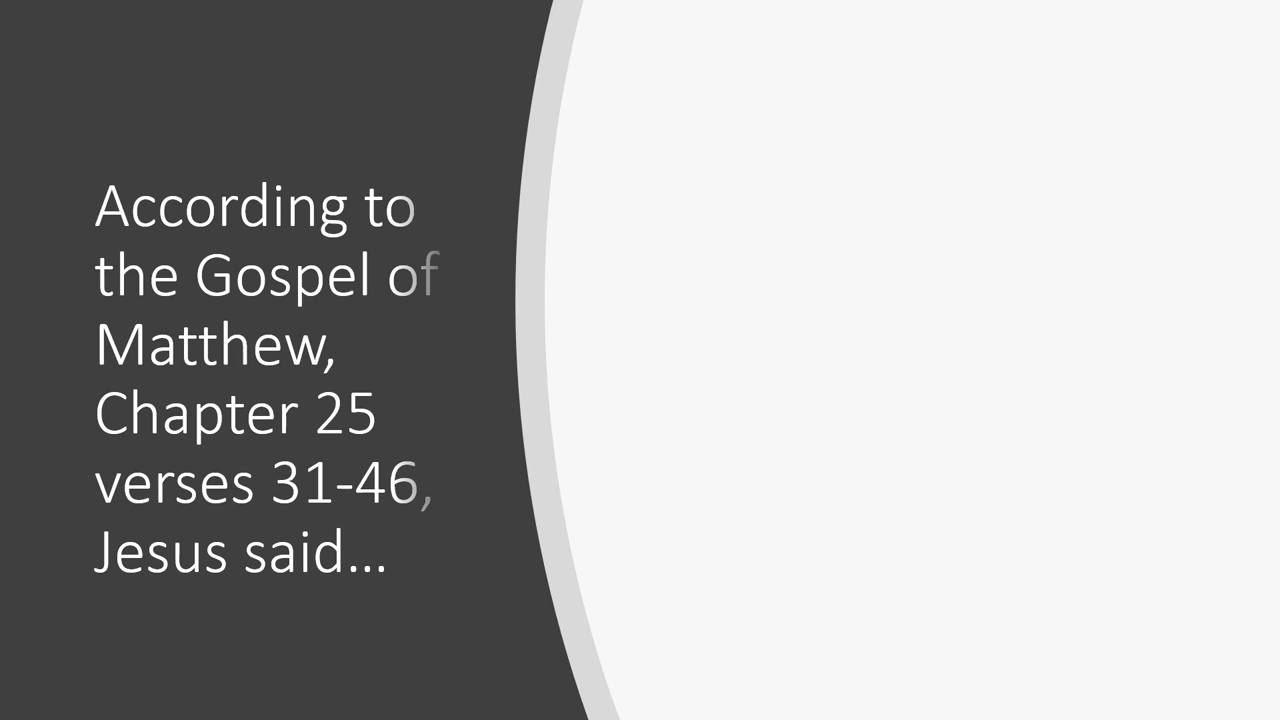 According to
the Gospel of
Matthew,
Chapter 25
verses 31-46,
Jesus said…